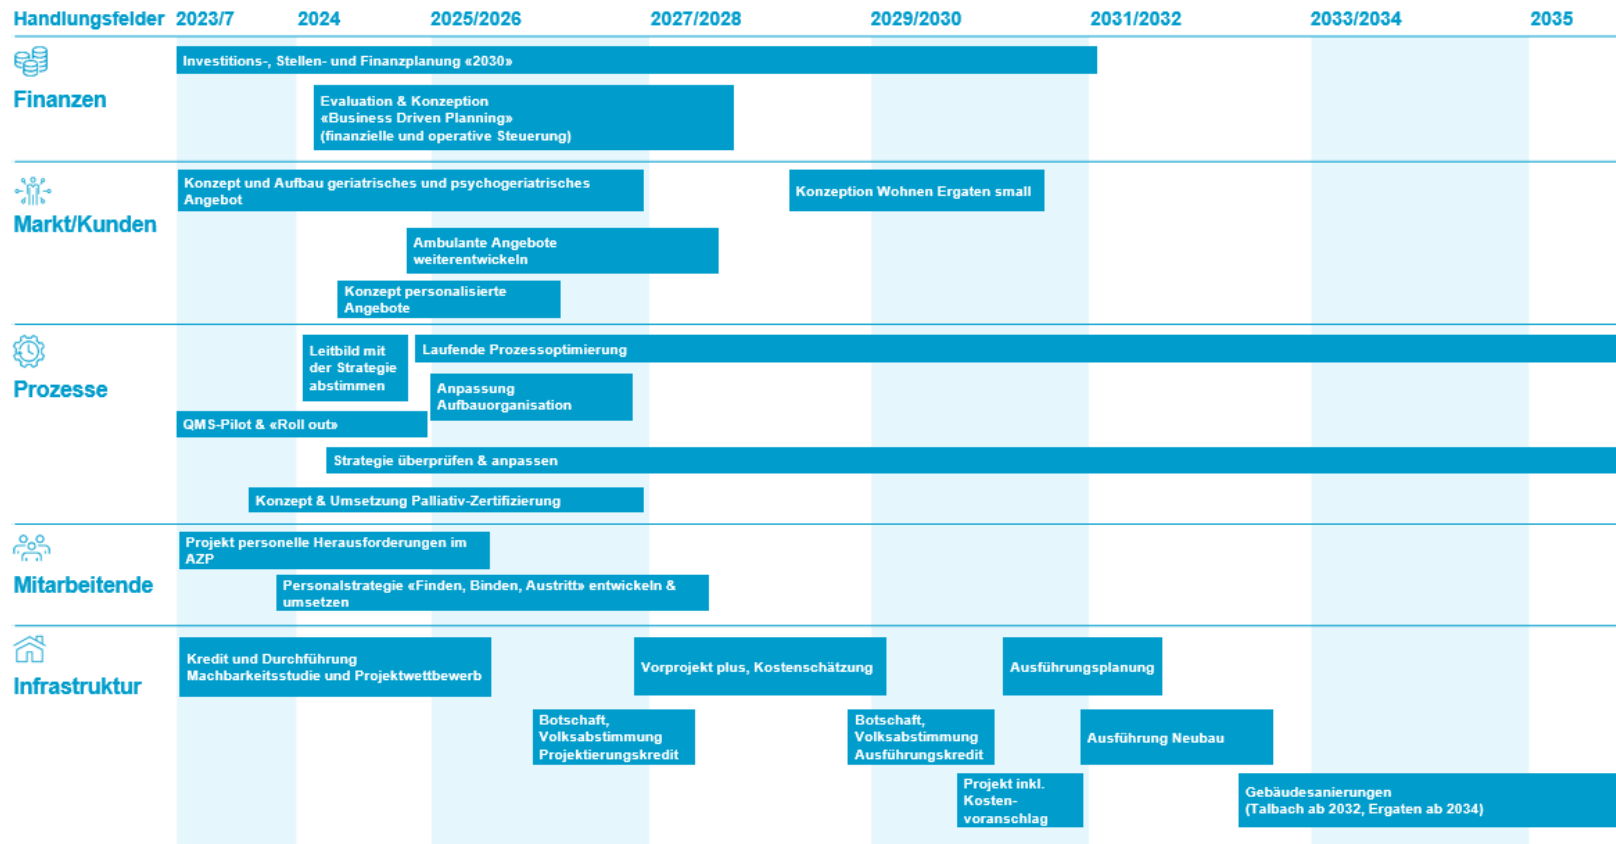 Handlungsfelder 2023/7 2024 2025/2026 2027/2028 2029/2030 2031/2032 2033/2034 2035
Finanzen
Investitions-, Stellen- und Finanzplanung «2030»
Evaluation & Konzeption
«Business Driven Planning»
(finanzielle und operative Steuerung)
Markt/Kunden
Konzept und Aufbau geriatrisches und psychogeriatrisches
Angebot
Konzeption Wohnen Ergaten small
Ambulante Angebote
weiterentwickeln
Konzept personalisierte
Angebote
Prozesse
Leitbild mit
der Strategie
abstimmen
Laufende Prozessoptimierung
Anpassung
Aufbauorganisation
QMS-Pilot & «Roll out»
Strategie überprüfen & anpassen
Konzept & Umsetzung Palliativ-Zertifizierung
Mitarbeitende
Projekt personelle Herausforderungen im
AZP
Personalstrategie «Finden, Binden, Austritt» entwickeln &
umsetzen
Infrastruktur
Kredit und Durchführung
Machbarkeitsstudie und Projektwettbewerb
Vorprojekt plus, Kostenschätzung
Ausführungsplanung
Botschaft,
Volksabstimmung
Projektierungskredit
Botschaft,
Volksabstimmung
Ausführungskredit
Ausführung Neubau
Projekt inkl.
Kosten-
voranschlag
Gebäudesanierungen
(Talbach ab 2032, Ergaten ab 2034)